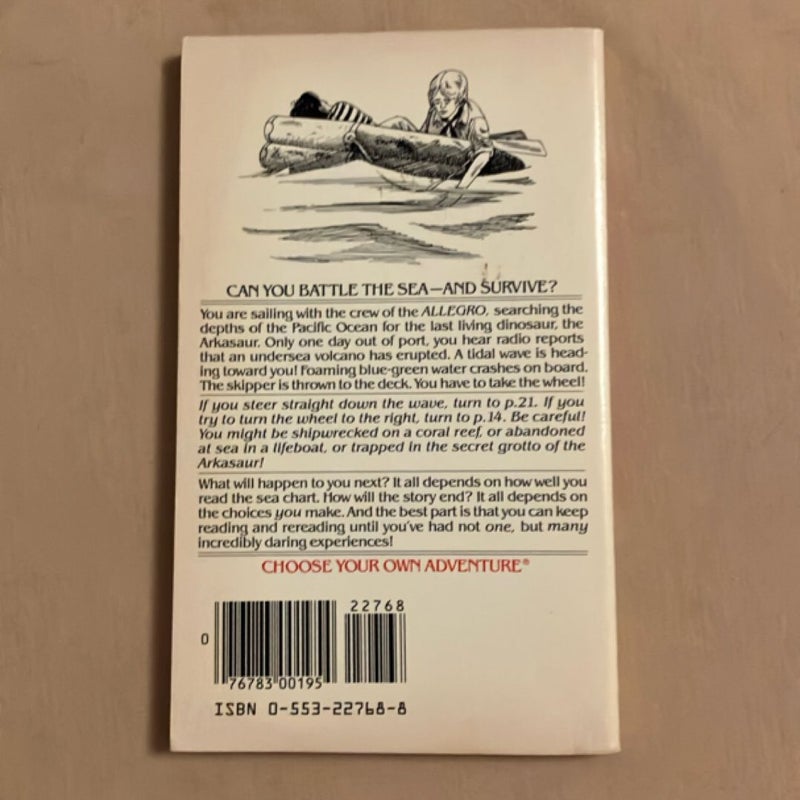 CAN YOU BATTLE THE SEA—AND SURVIVE?
You are sailing with the crew of the ALLEGRO, searching the
depths of the Pacific Ocean for the last living dinosaur, the
Arkasaur. Only one day out of port, you hear radio reports
that an undersea volcano has erupted. A tidal wave is head-
ing toward you! Foaming blue-green water crashes on board.
The skipper is thrown to the deck. You have to take the wheel!
If you steer straight down the wave, turn to p.21. If you
try to turn the wheel to the right, turn to p.14. Be careful!
You might be shipwrecked on a coral reef, or abandoned
at sea in a lifeboat, or trapped in the secret grotto of the
Arkasaur!
What will happen to you next? It all depends on how well you
read the sea chart. How will the story end? It all depends on
the choices you make. And the best part is that you can keep
reading and rereading until you've had not one, but many
incredibly daring experiences!
CHOOSE YOUR OWN ADVENTURE®
22768
0
76783 00195
ISBN 0-553-22768-8